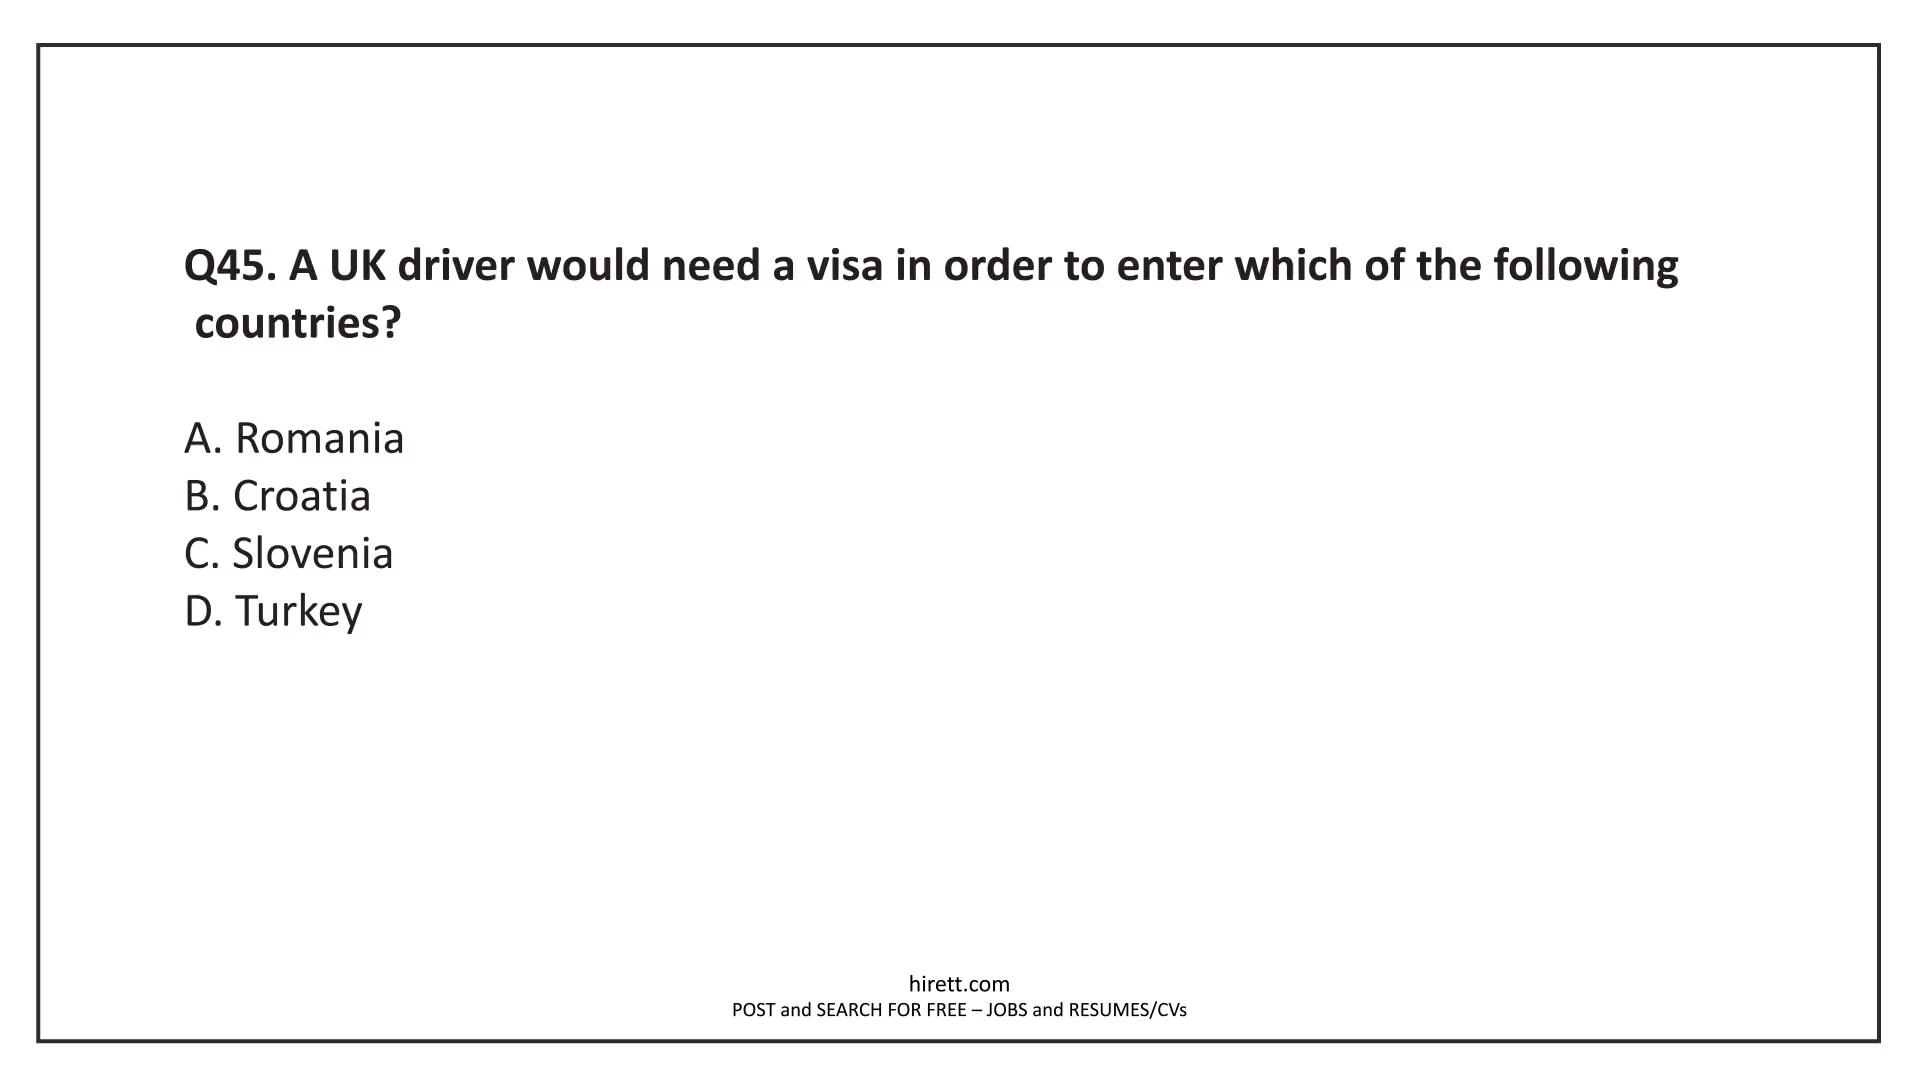 Q45. A UK driver would need a visa in order to enter which of the following
countries?
A. Romania
B. Croatia
C. Slovenia
D. Turkey
hirett.com
POST and SEARCH FOR FREE – JOBS and RESUMES/CVs